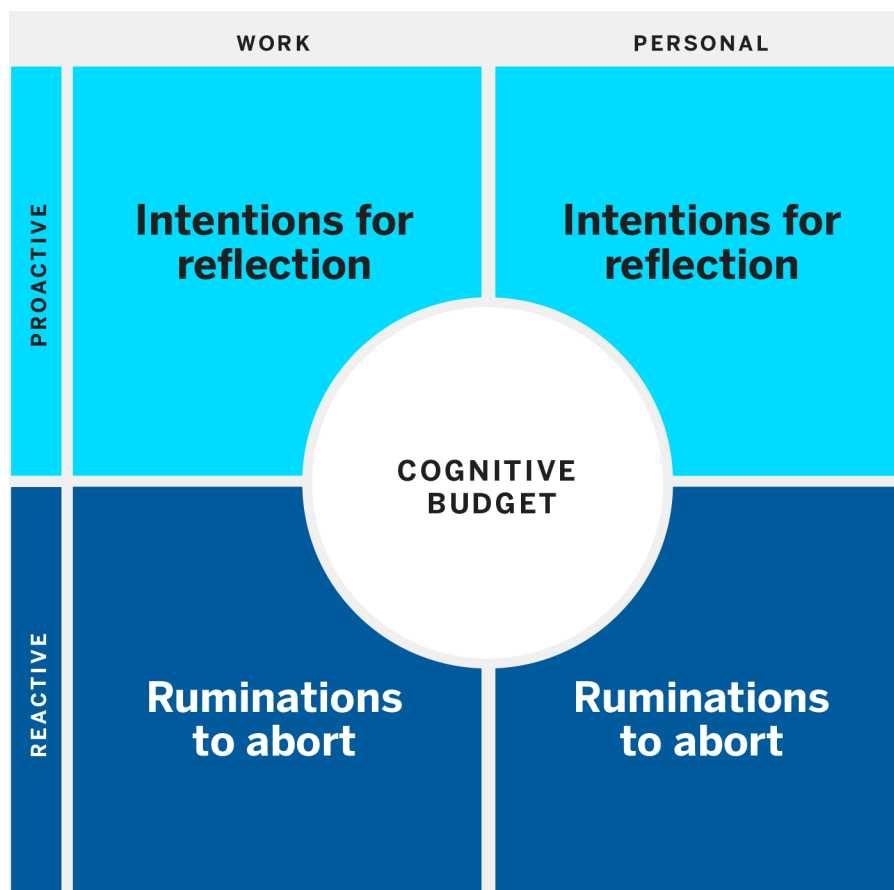 WORK
PERSONAL
PROACTIVE
Intentions for
reflection
Intentions for
reflection
COGNITIVE
BUDGET
REACTIVE
Ruminations
to abort
Ruminations
to abort